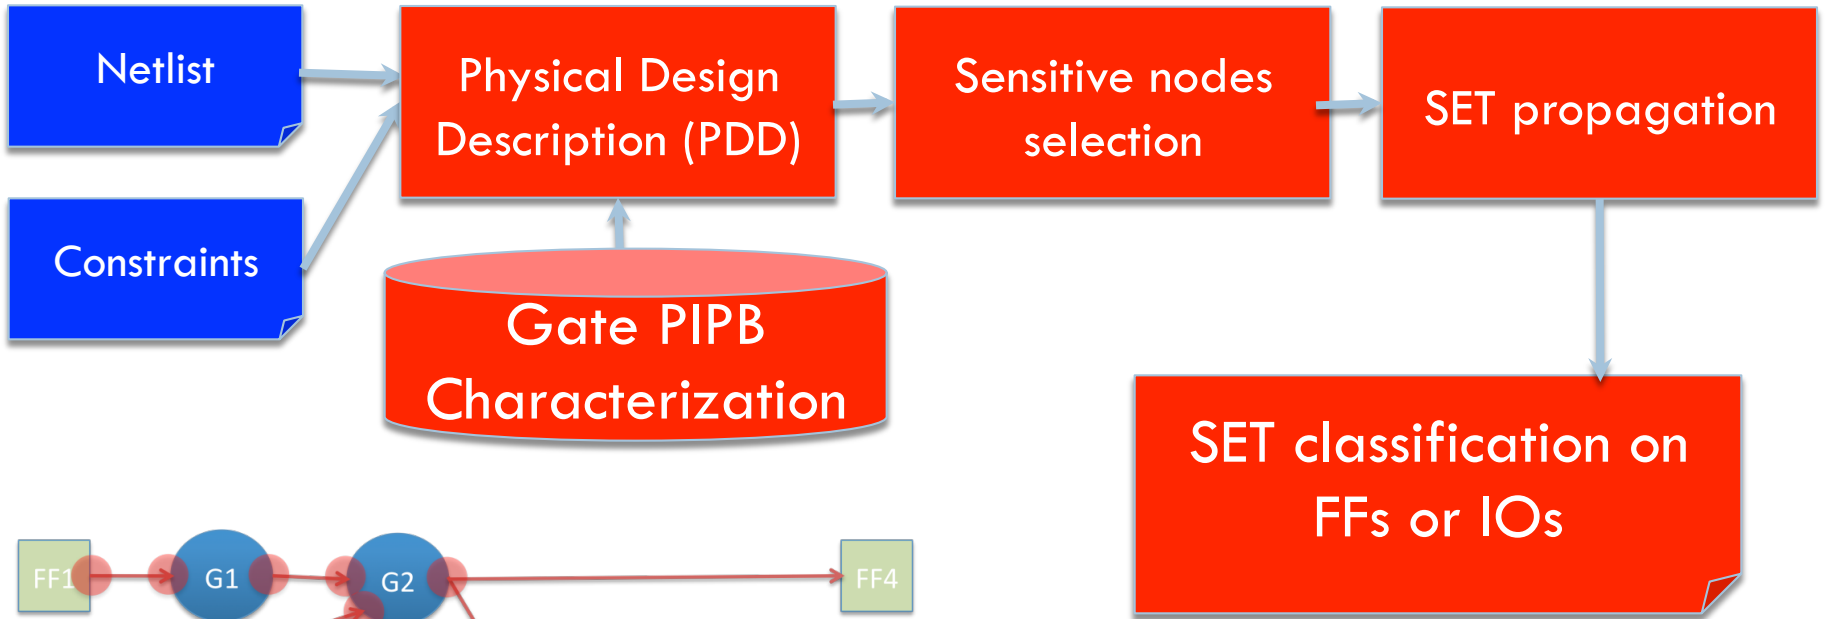 Netlist
Physical Design
Description (PDD)
Sensitive nodes
selection
SET propagation
Constraints
Gate PIPB
Characterization
SET classification on
FFs or IOs
FF1
G1
G2
FF4